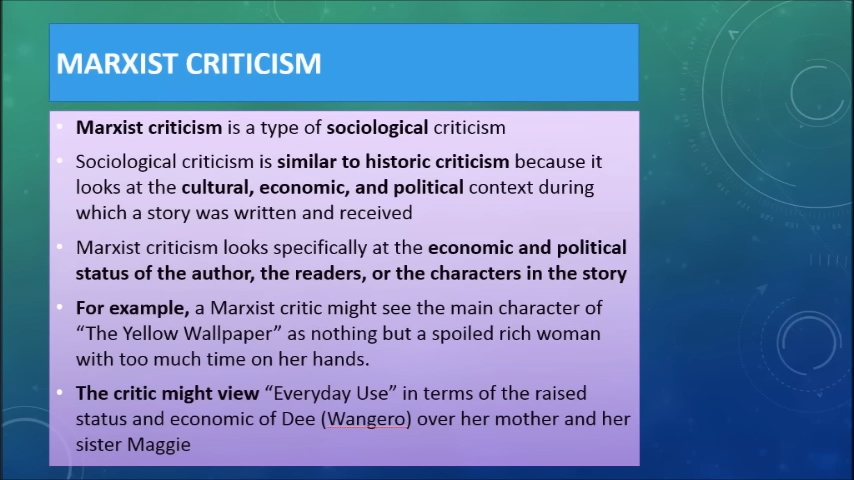 MARXIST CRITICISM
• Marxist criticism is a type of sociological criticism
• Sociological criticism is similar to historic criticism because it
looks at the cultural, economic, and political context during
which a story was written and received
• Marxist criticism looks specifically at the economic and political
status of the author, the readers, or the characters in the story
• For example, a Marxist critic might see the main character of
“The Yellow Wallpaper” as nothing but a spoiled rich woman
with too much time on her hands.
• The critic might view “Everyday Use” in terms of the raised
status and economic of Dee (Wangero) over her mother and her
sister Maggie